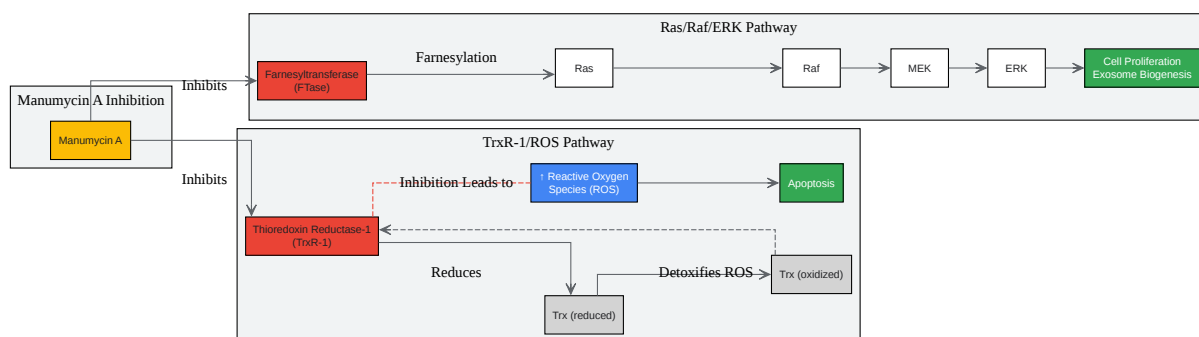 Ras/Raf/ERK Pathway
Farnesyltransferase
(FTase)
Farnesylation
Ras
Raf
MEK
ERK
Cell Proliferation
Exosome Biogenesis
Inhibits
Manumycin A Inhibition
Manumycin A
Inhibits
TrxR-1/ROS Pathway
Inhibition Leads to
↑ Reactive Oxygen
Species (ROS)
Apoptosis
Thioredoxin Reductase-1
(TrxR-1)
Reduces
Detoxifies ROS
Trx (oxidized)
Trx (reduced)